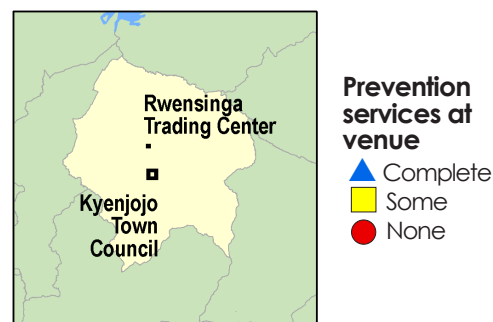 Rwensinga
Trading Center
Kyenjojo
Town
Council
Prevention
services at
venue
Complete
Some
None